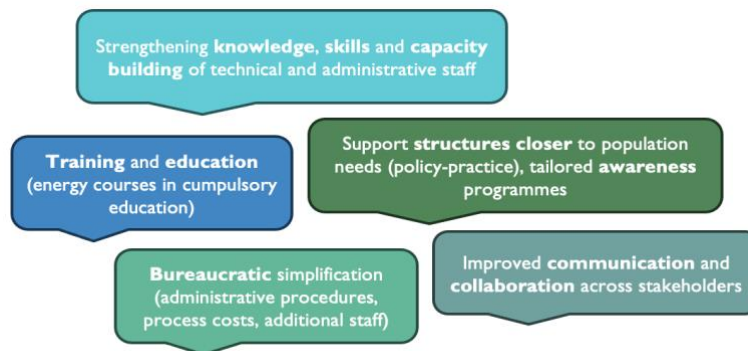 Strengthening knowledge, skills and capacity
building of technical and administrative staff
Training and education
(energy courses in cumpulsory
education)
Support structures closer to population
needs (policy-practice), tailored awareness
programmes
Bureaucratic simplification
(administrative procedures,
process costs, additional staff)
Improved communication and
collaboration across stakeholders